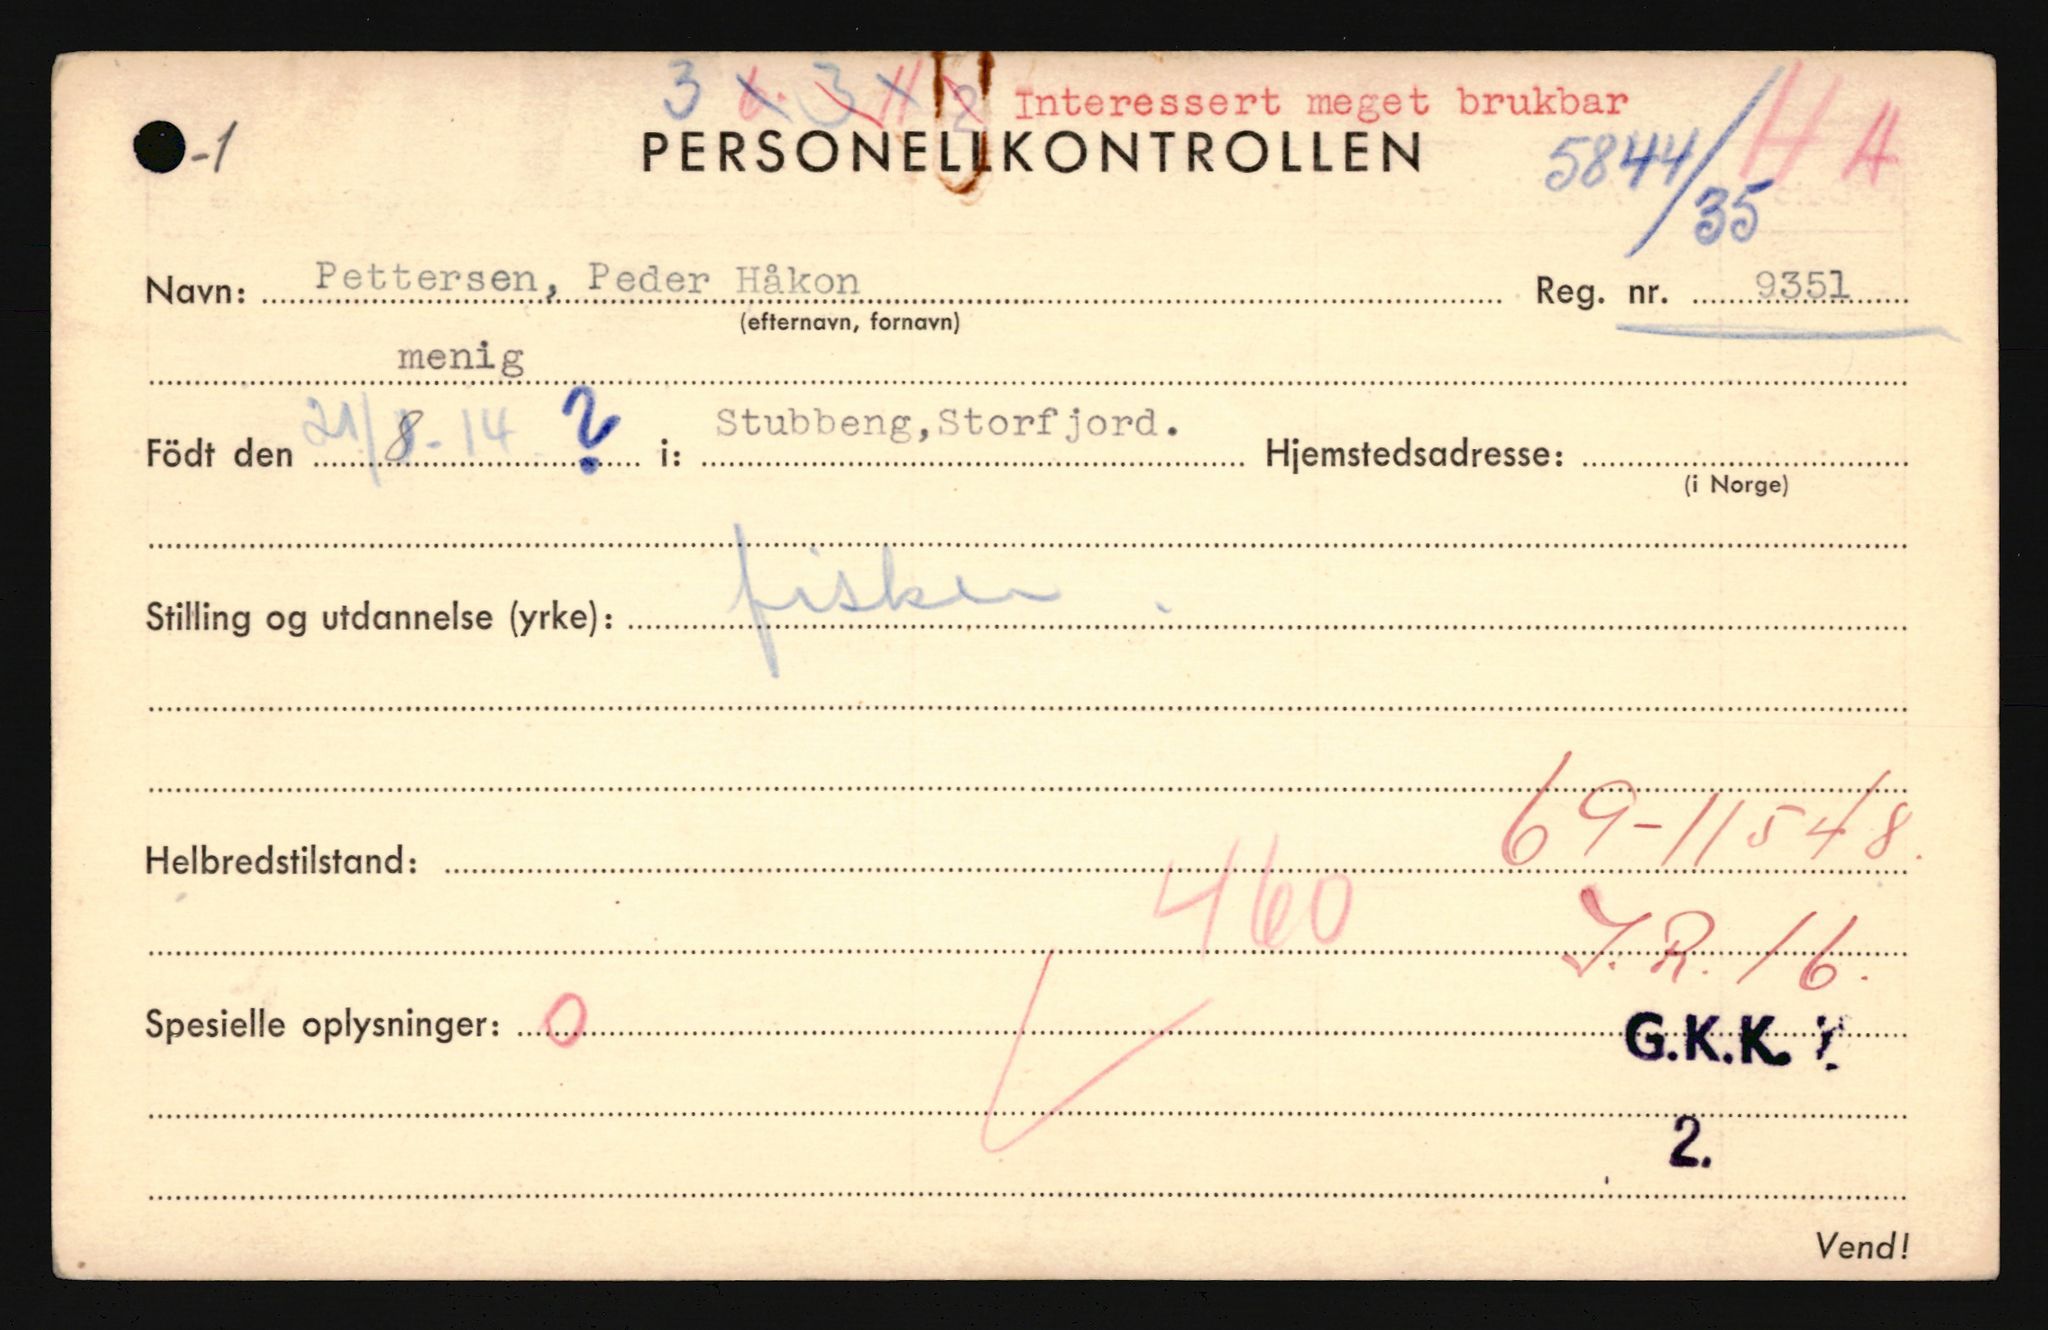 3 x 3 x H 2 Interessert meget brukbar
-1 PERSONELLKONTROLLEN 5844/35 H A
Navn: Pettersen, Peder Håkon Reg. nr. 9351
(efternavn, fornavn)
menig
Födt den 21/8-14 ? i: Stubbeng, Storfjord. Hjemstedsadresse:
(i Norge)
Stilling og utdannelse (yrke): fisker
69-11548.
Helbredstilstand:
460
I.R. 16.
Spesielle oplysninger: 0
G.K.K.
2.
Vend!